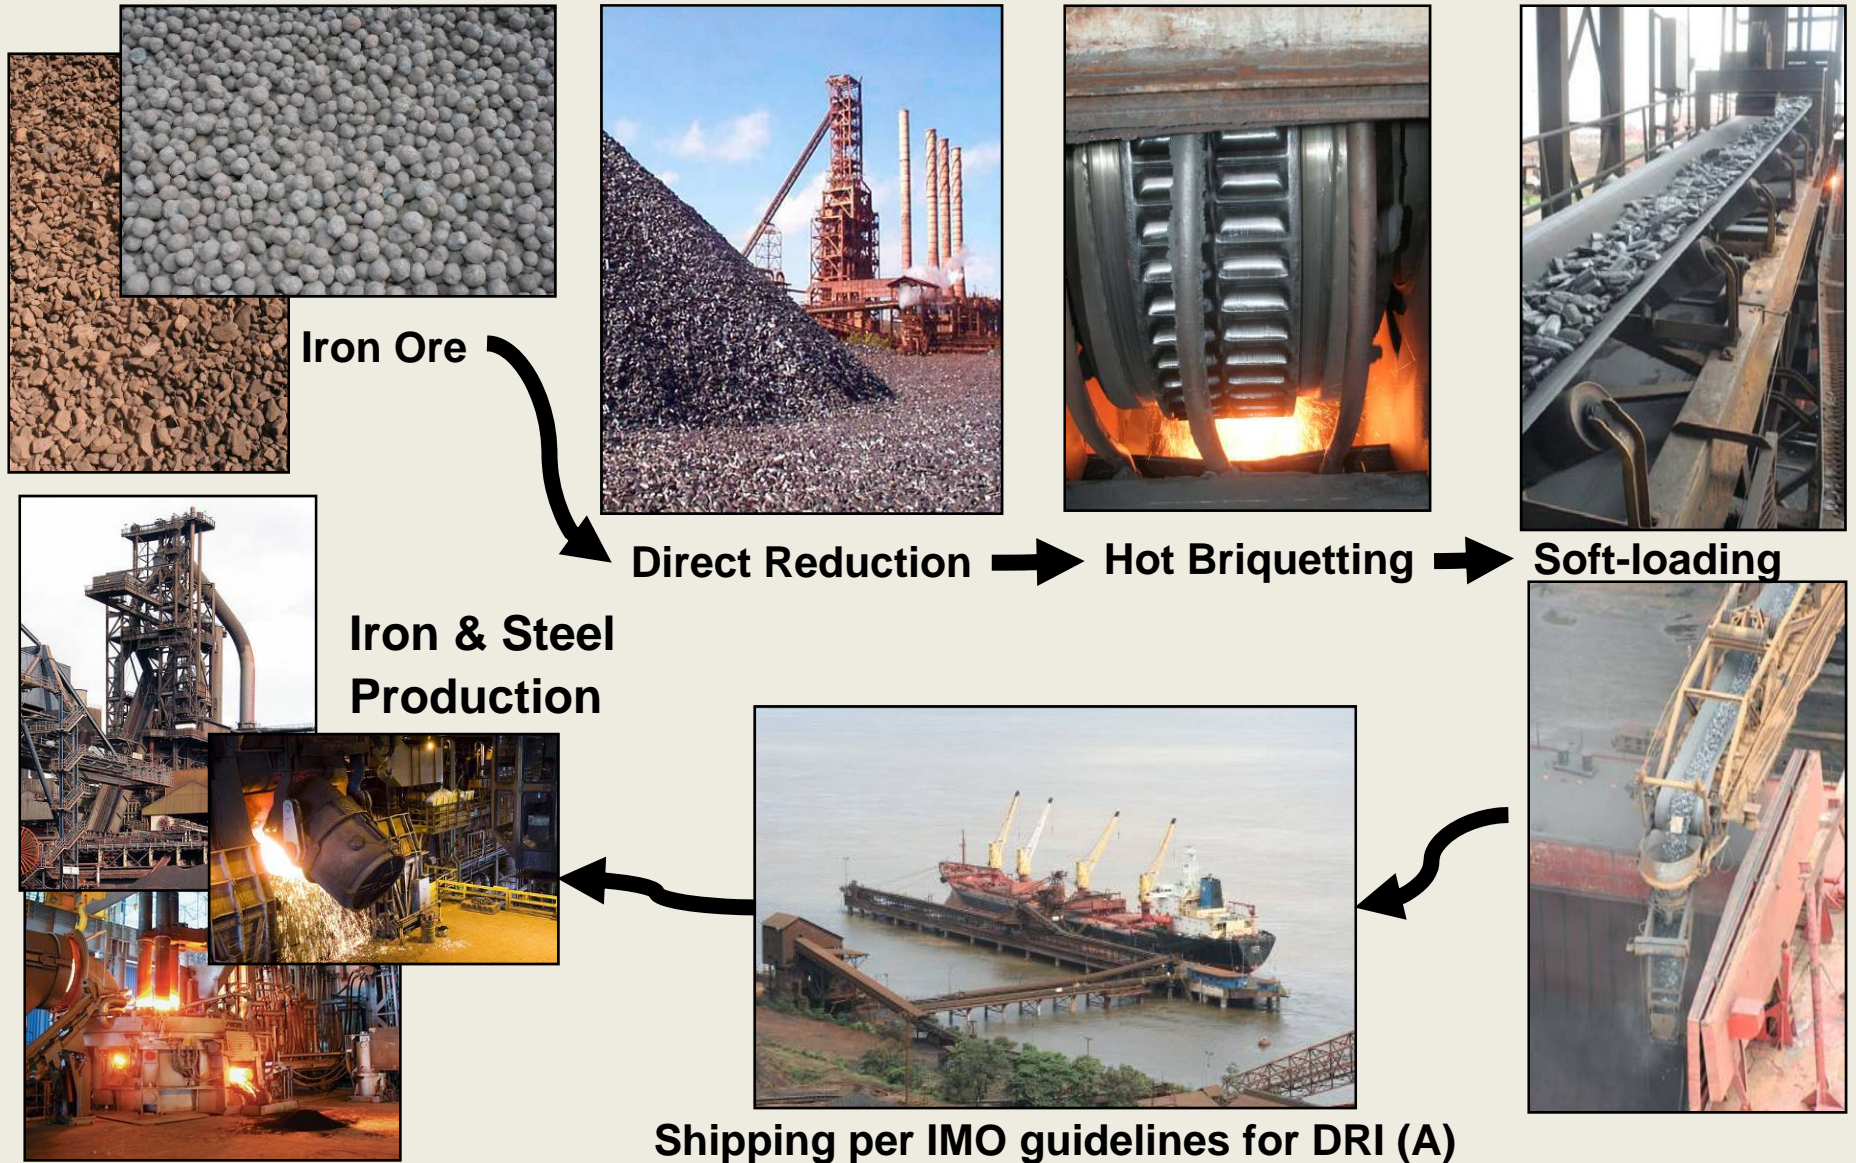 Iron Ore
Direct Reduction
Hot Briquetting
Soft-loading
Iron & Steel
Production
Shipping per IMO guidelines for DRI (A)